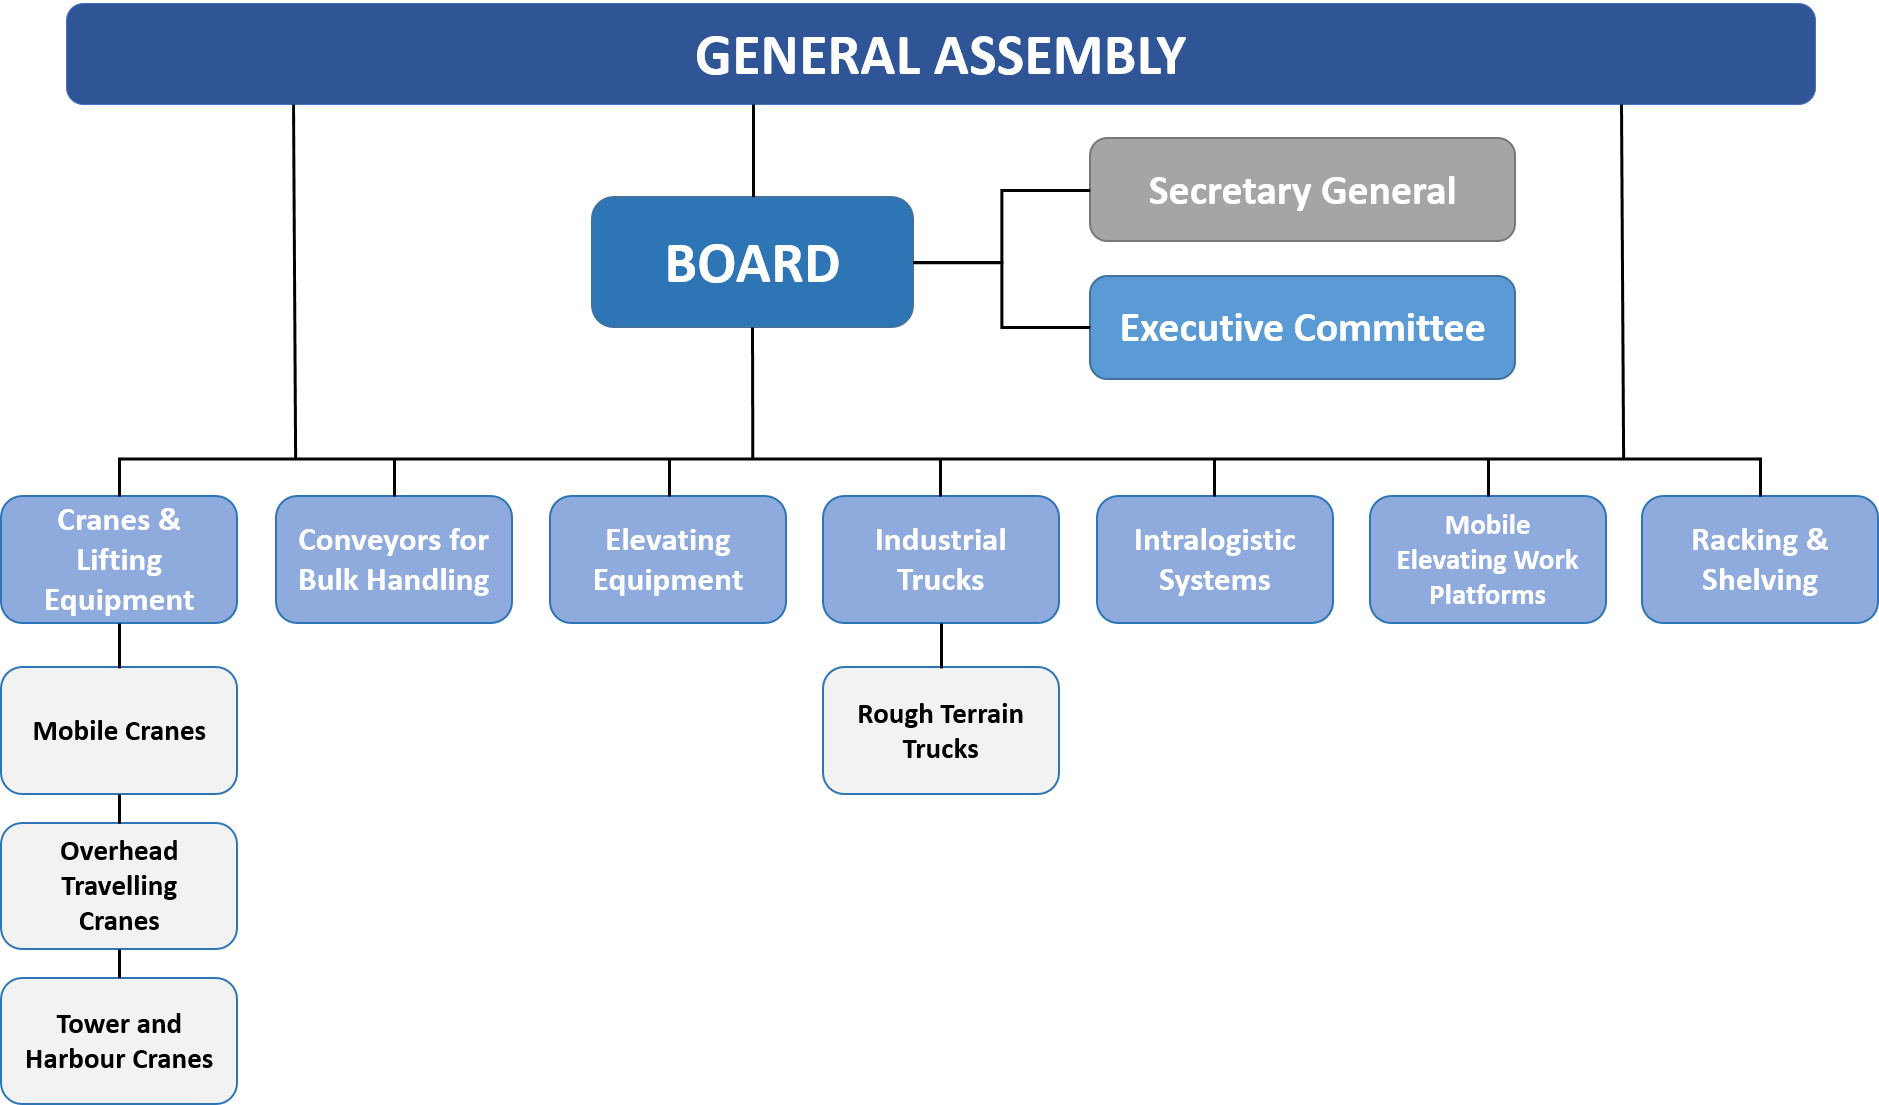 GENERAL ASSEMBLY
Secretary General
BOARD
Executive Committee
Cranes &
Lifting
Equipment
Conveyors for
Bulk Handling
Elevating
Equipment
Industrial
Trucks
Intralogistic
Systems
Mobile
Elevating Work
Platforms
Racking &
Shelving
Mobile Cranes
Rough Terrain
Trucks
Overhead
Travelling
Cranes
Tower and
Harbour Cranes